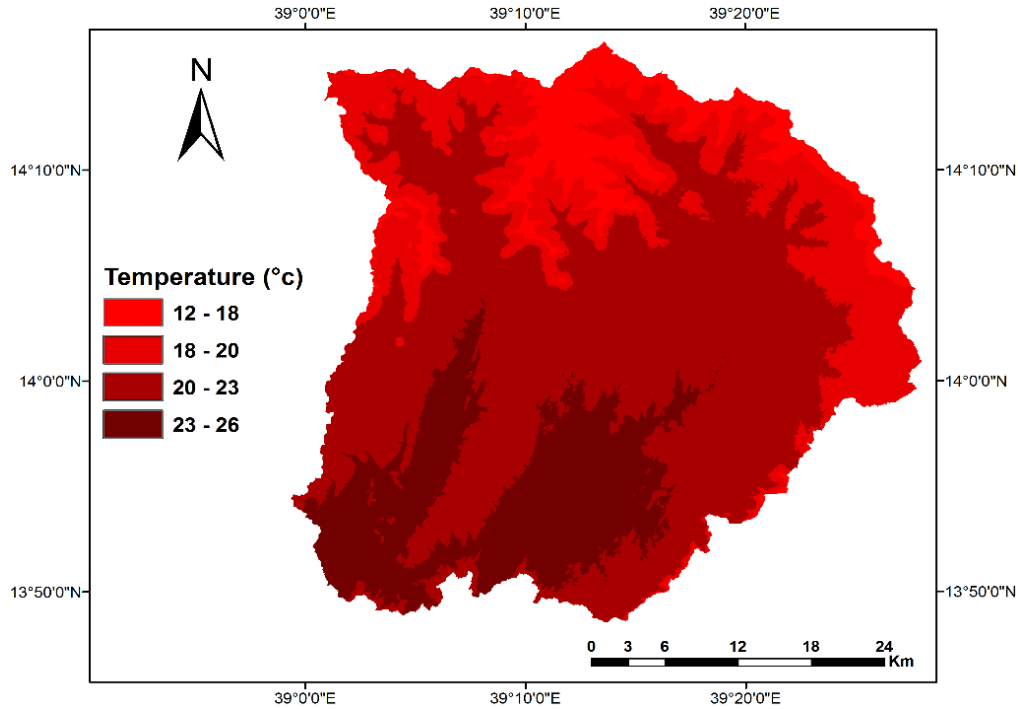 39°0'0"E 39°10'0"E 39°20'0"E
N
14°10'0"N 14°10'0"N
Temperature (°c)
12 - 18
18 - 20
20 - 23
23 - 26
14°0'0"N 14°0'0"N
13°50'0"N 13°50'0"N
0 3 6 12 18 24
Km
39°0'0"E 39°10'0"E 39°20'0"E